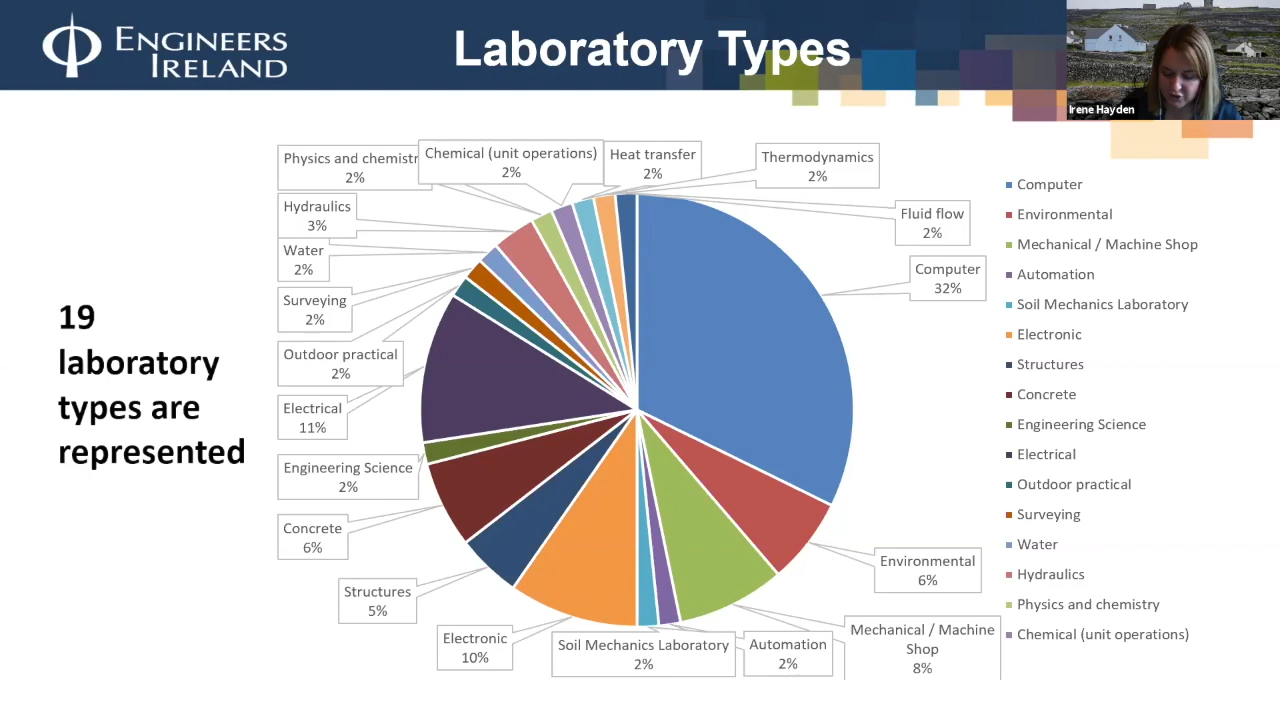 ENGINEERS
IRELAND
Laboratory Types
Irene Hayden
19
laboratory
types are
represented
Physics and chemistr
2%
Chemical (unit operations)
2%
Heat transfer
2%
Thermodynamics
2%
Hydraulics
3%
Fluid flow
2%
Water
2%
Computer
32%
Surveying
2%
Outdoor practical
2%
Electrical
11%
Engineering Science
2%
Concrete
6%
Environmental
6%
Structures
5%
Electronic
10%
Soil Mechanics Laboratory
2%
Automation
2%
Mechanical / Machine
Shop
8%
Computer
Environmental
Mechanical / Machine Shop
Automation
Soil Mechanics Laboratory
Electronic
Structures
Concrete
Engineering Science
Electrical
Outdoor practical
Surveying
Water
Hydraulics
Physics and chemistry
Chemical (unit operations)